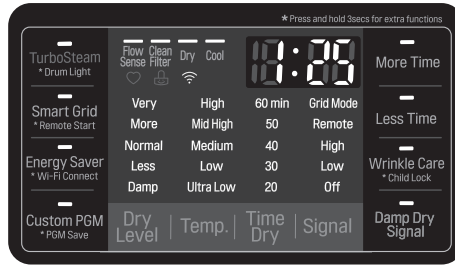 * Press and hold 3secs for extra functions
TurboSteam
* Drum Light
Smart Grid
* Remote Start
Energy Saver
* Wi-Fi Connect
Custom PGM
* PGM Save
Flow Sense
Clean Filter
Dry
Cool
1:25
Very High 60 min Grid Mode
More Mid High 50 Remote
Normal Medium 40 High
Less Low 30 Low
Damp Ultra Low 20 Off
Dry Level
Temp.
Time Dry
Signal
More Time
Less Time
Wrinkle Care
* Child Lock
Damp Dry
Signal